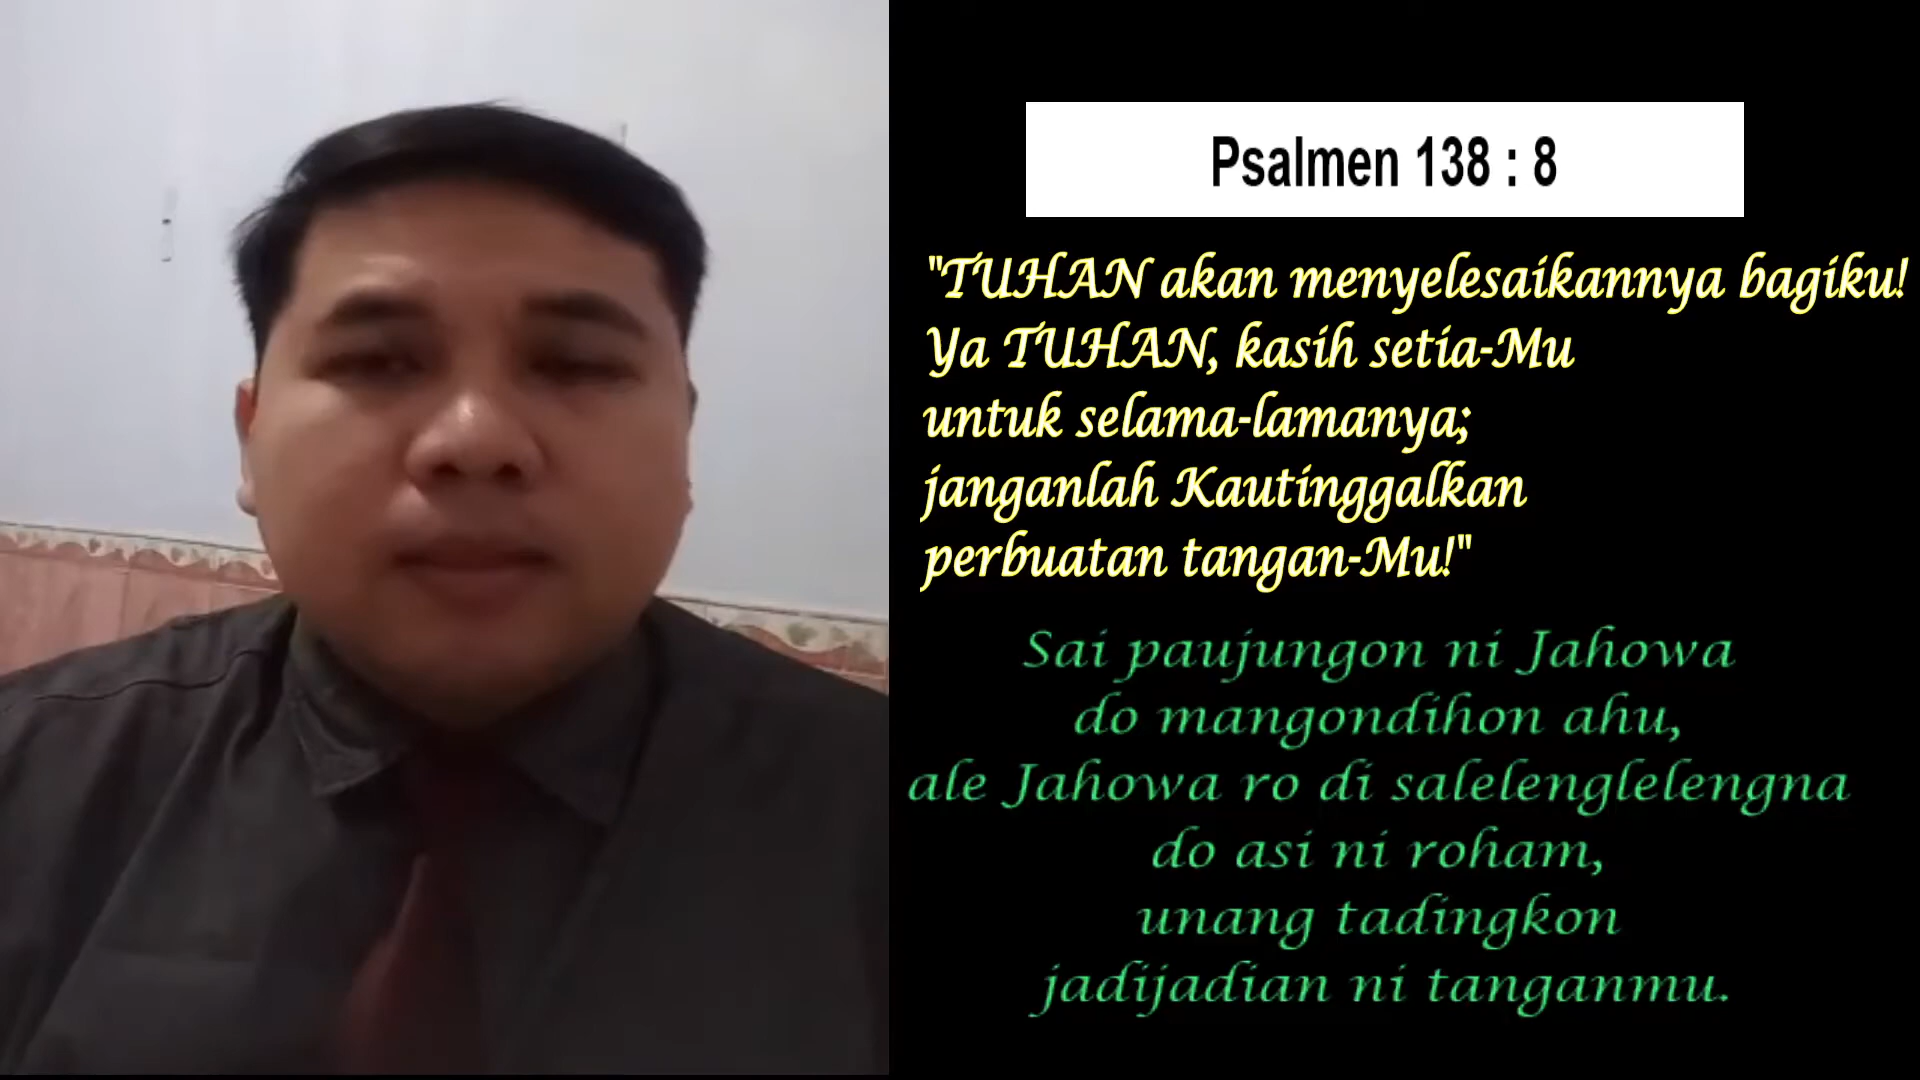 Psalmen 138 : 8
"TUHAN akan menyelesaikannya bagiku!
Ya TUHAN, kasih setia-Mu
untuk selama-lamanya;
janganlah Kautinggalkan
perbuatan tangan-Mu!"
Sai paujungon ni Jahowa
do mangondihon ahu,
ale Jahowa ro di salelenglelengna
do asi ni roham,
unang tadingkon
jadijadian ni tanganmu.